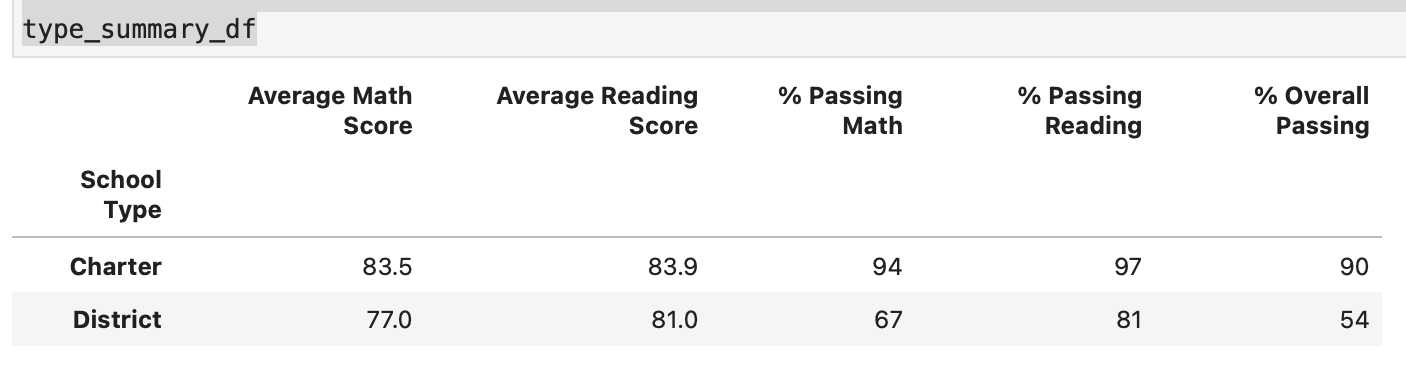 type_summary_df
Average Math Score Average Reading Score % Passing Math % Passing Reading % Overall Passing
School Type
Charter 83.5 83.9 94 97 90
District 77.0 81.0 67 81 54